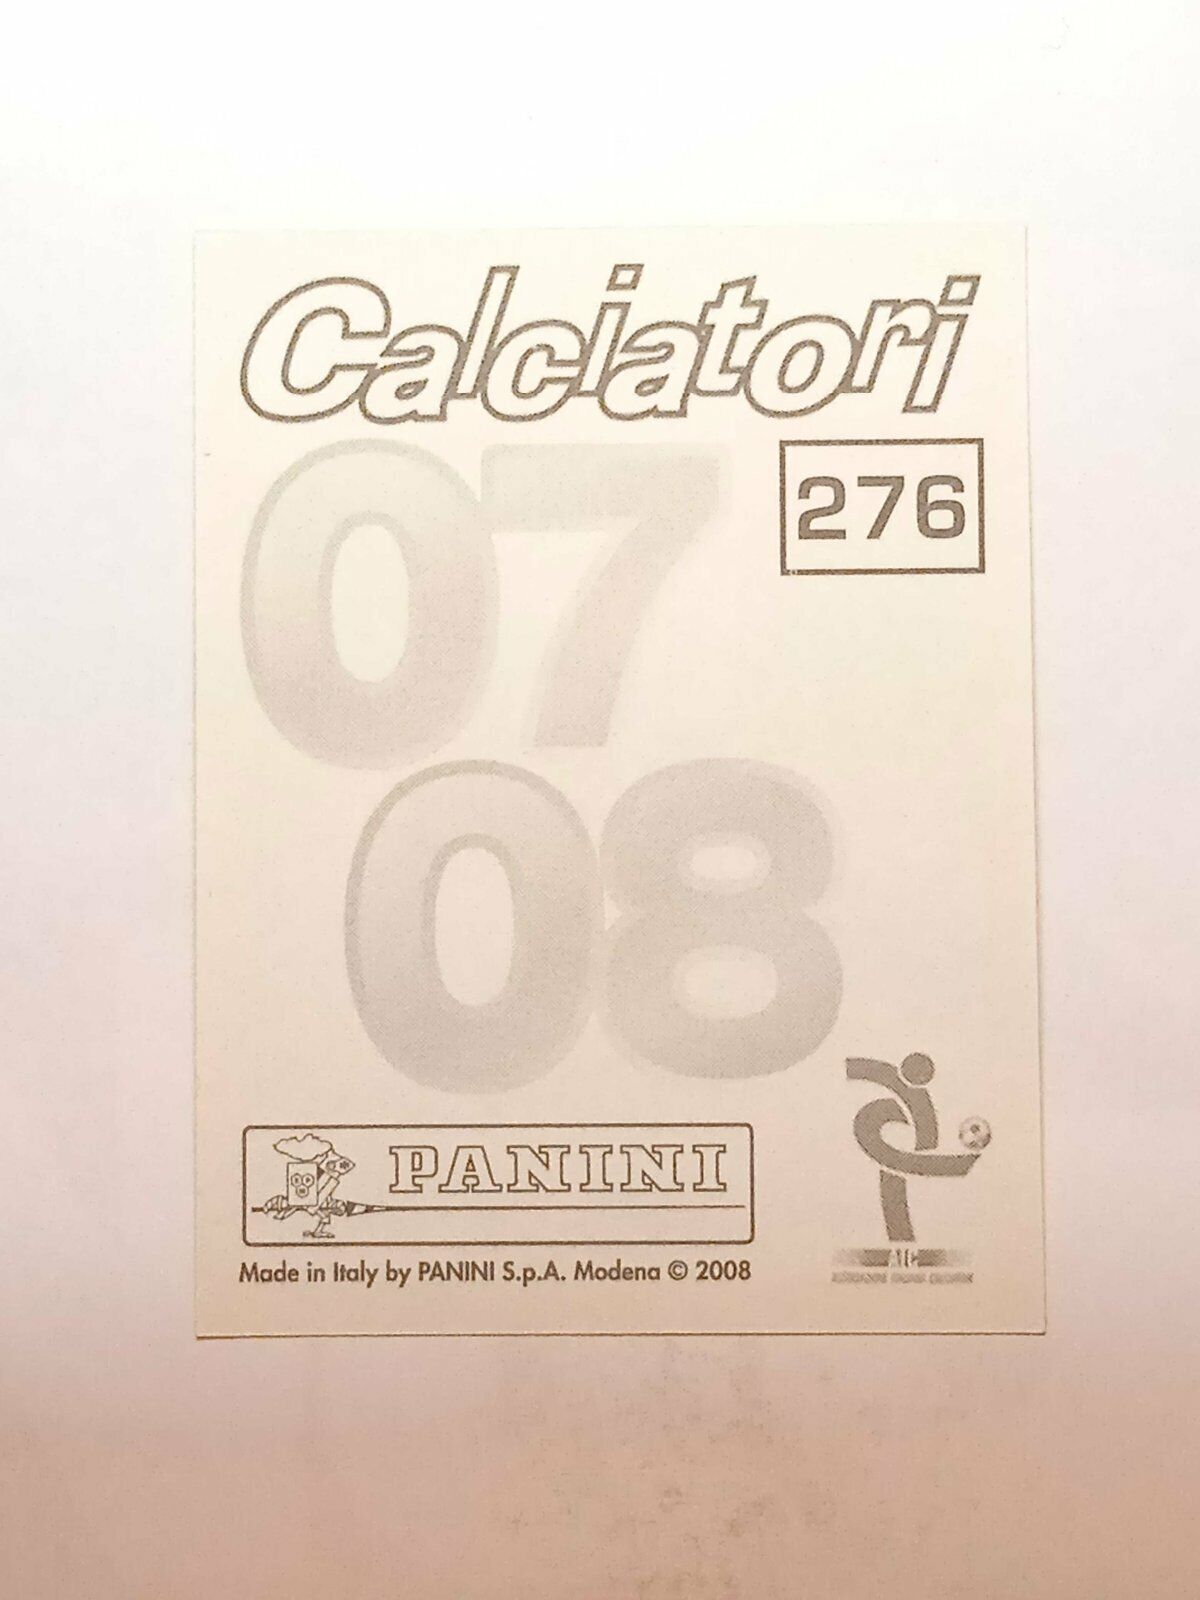 Calciatori
07
276
08
PANINI
Made in Italy by PANINI S.p.A. Modena © 2008